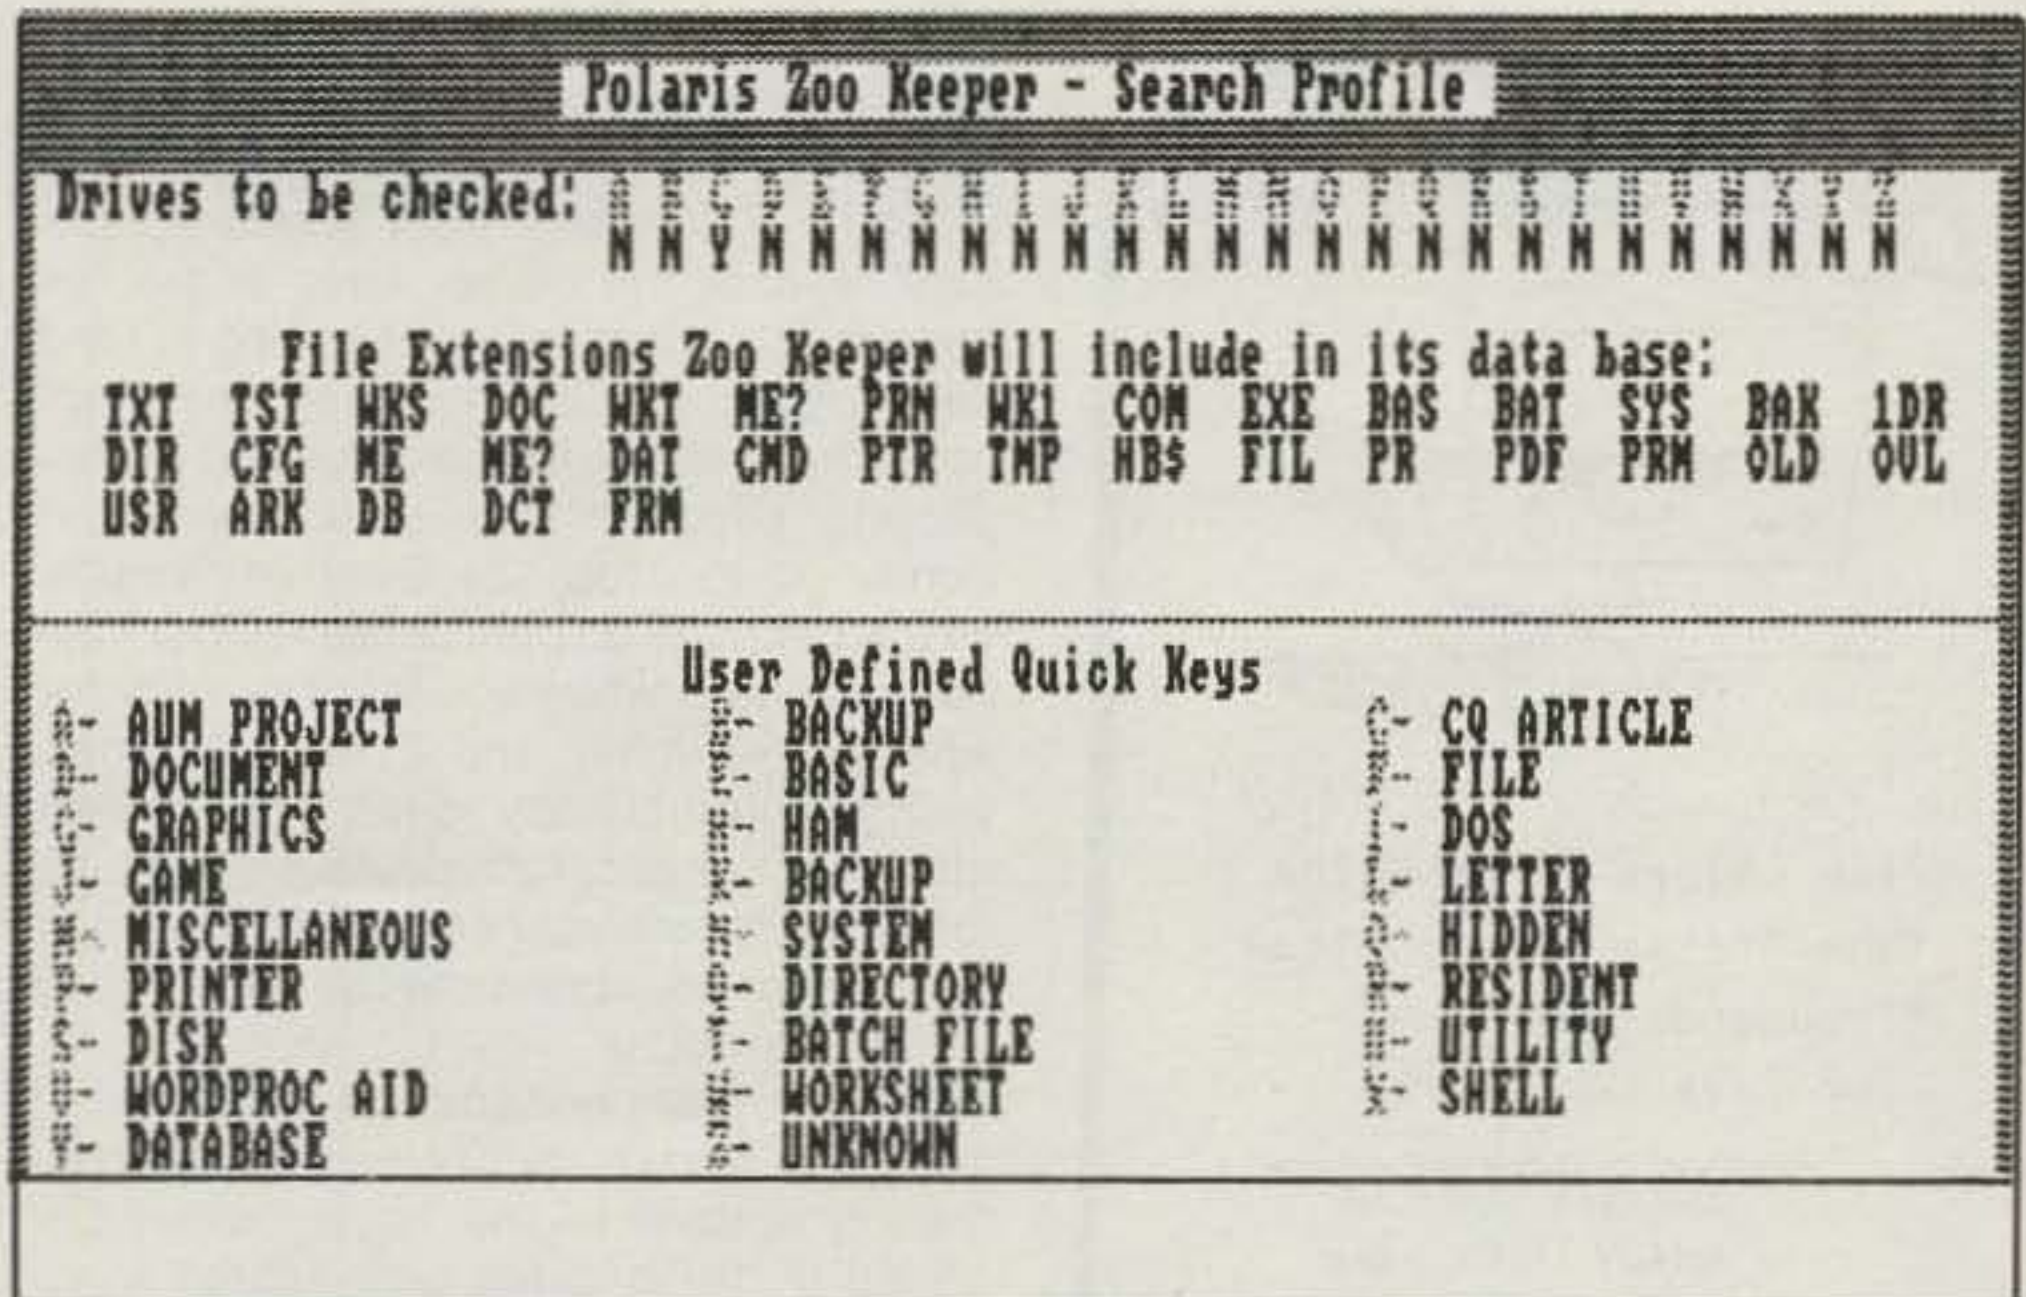 Polaris Zoo Keeper - Search Profile
Drives to be checked:
N N Y N N N N N N N N N N N N N N N N N N N N N N N
File Extensions Zoo Keeper will include in its data base:
TXT TST WKS DOC WKT ME? PRN WK1 COM EXE BAS BAT SYS BAK 1DR
DIR CFG ME ME? DAT CMD PTR TMP HB$ FIL PR PDF PRM OLD OVL
USR ARK DB DCT FRM
User Defined Quick Keys
- AUM PROJECT - BACKUP - CQ ARTICLE
- DOCUMENT - BASIC - FILE
- GRAPHICS - HAM - DOS
- GAME - BACKUP - LETTER
- MISCELLANEOUS - SYSTEM - HIDDEN
- PRINTER - DIRECTORY - RESIDENT
- DISK - BATCH FILE - UTILITY
- WORDPROC AID - WORKSHEET - SHELL
- DATABASE - UNKNOWN